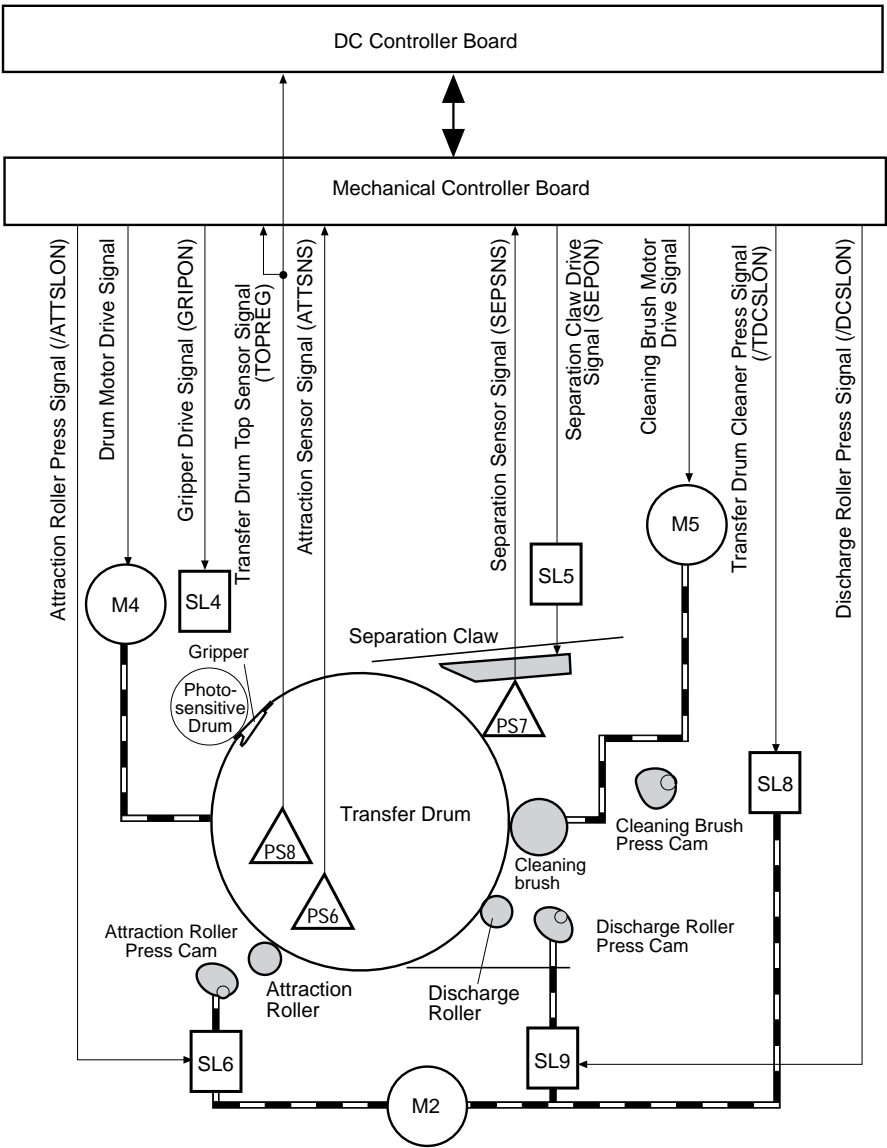 DC Controller Board
Mechanical Controller Board
Attraction Roller Press Signal (/ATTSLON)
Drum Motor Drive Signal
Gripper Drive Signal (GRIPON)
Transfer Drum Top Sensor Signal
(TOPREG)
Attraction Sensor Signal (ATTSNS)
Separation Sensor Signal (SEPSNS)
Separation Claw Drive
Signal (SEPON)
Cleaning Brush Motor
Drive Signal
Transfer Drum Cleaner Press Signal
(/TDCSLON)
Discharge Roller Press Signal (/DCSLON)
M4
SL4
SL5
M5
Separation Claw
Gripper
Photo-
sensitive
Drum
PS7
SL8
Transfer Drum
Cleaning Brush
Press Cam
PS8
Cleaning
brush
PS6
Attraction Roller
Press Cam
Discharge Roller
Press Cam
Attraction
Roller
Discharge
Roller
SL6
SL9
M2